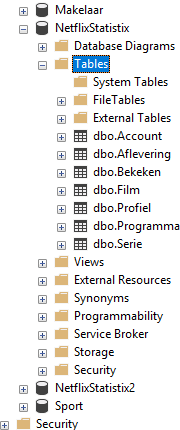 Makelaar
NetflixStatistix
Database Diagrams
Tables
System Tables
FileTables
External Tables
dbo.Account
dbo.Aflevering
dbo.Bekeken
dbo.Film
dbo.Profiel
dbo.Programma
dbo.Serie
Views
External Resources
Synonyms
Programmability
Service Broker
Storage
Security
NetflixStatistix2
Sport
Security